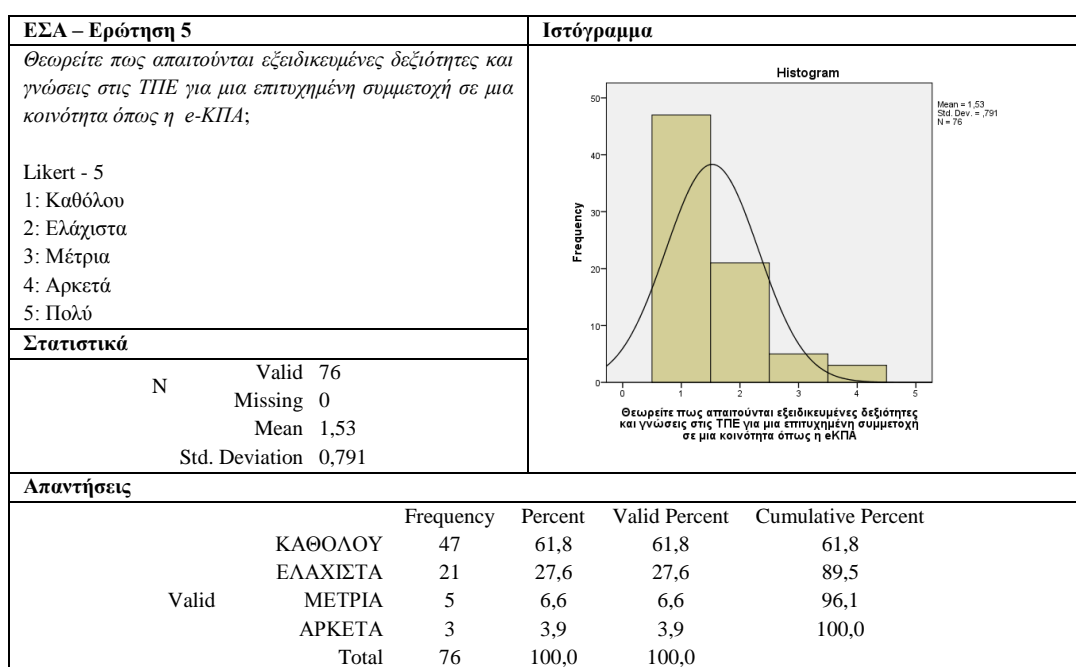 ΕΣΑ – Ερώτηση 5
Ιστόγραμμα
Θεωρείτε πως απαιτούνται εξειδικευμένες δεξιότητες και
γνώσεις στις ΤΠΕ για μια επιτυχημένη συμμετοχή σε μια
κοινότητα όπως η e-ΚΠΑ;
Likert - 5
1: Καθόλου
2: Ελάχιστα
3: Μέτρια
4: Αρκετά
5: Πολύ
Histogram
Mean = 1,53
Std. Dev. = ,791
N = 76
Frequency
50
40
30
20
10
0
0 1 2 3 4 5
Θεωρείτε πως απαιτούνται εξειδικευμένες δεξιότητες
και γνώσεις στις ΤΠΕ για μια επιτυχημένη συμμετοχή
σε μια κοινότητα όπως η eΚΠΑ
Στατιστικά
N Valid 76
Missing 0
Mean 1,53
Std. Deviation 0,791
Απαντήσεις
Frequency Percent Valid Percent Cumulative Percent
Valid ΚΑΘΟΛΟΥ 47 61,8 61,8 61,8
ΕΛΑΧΙΣΤΑ 21 27,6 27,6 89,5
ΜΕΤΡΙΑ 5 6,6 6,6 96,1
ΑΡΚΕΤΑ 3 3,9 3,9 100,0
Total 76 100,0 100,0